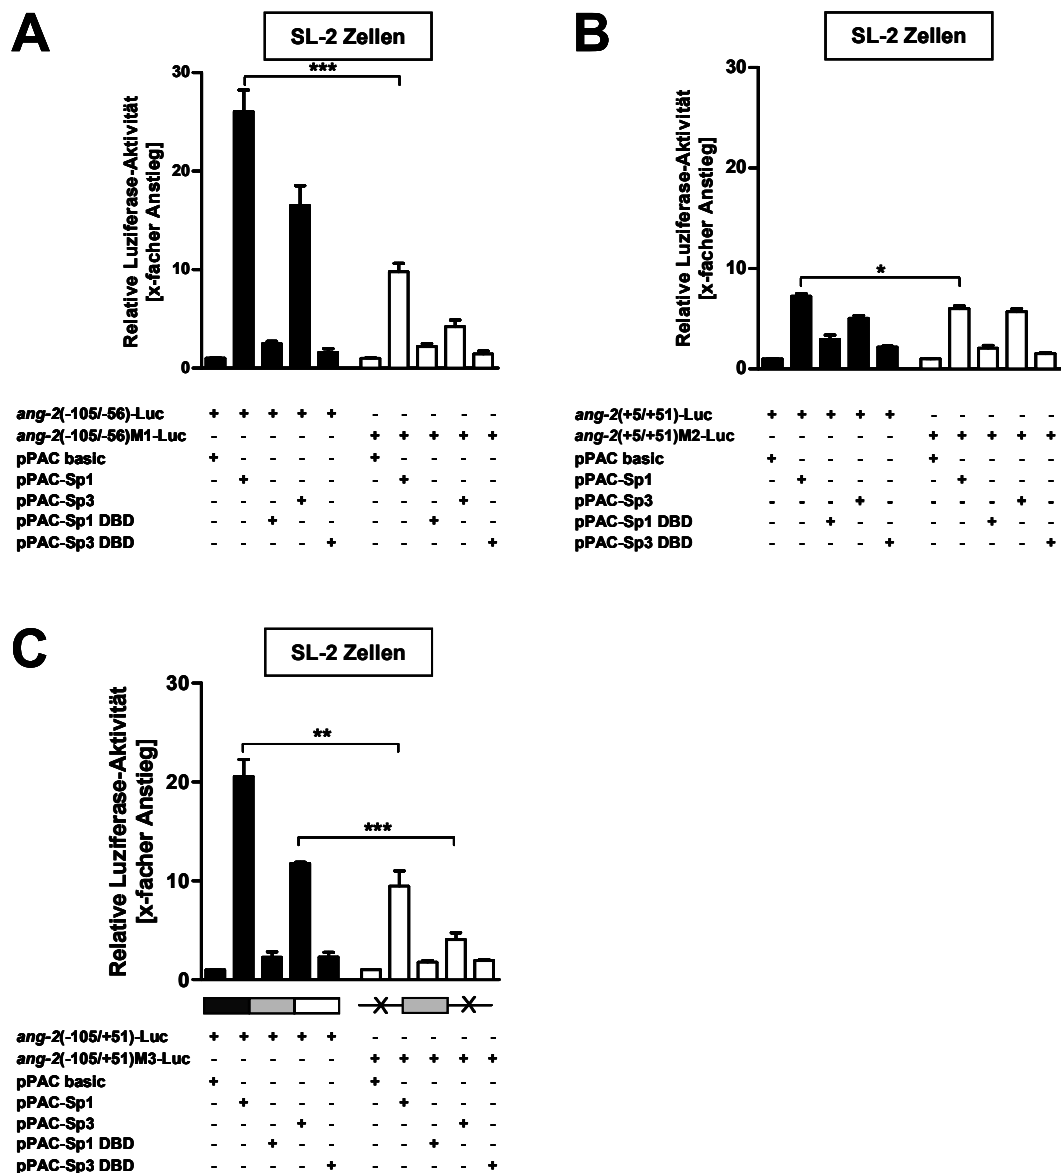 A
SL-2 Zellen
Relative Luziferase-Aktivität
[x-facher Anstieg]
30
20
10
0
***
ang-2(-105/-56)-Luc + + + + + - - - - -
ang-2(-105/-56)M1-Luc - - - - - + + + + +
pPAC basic + - - - - + - - - -
pPAC-Sp1 - + - - - - + - - -
pPAC-Sp3 - - - + - - - - + -
pPAC-Sp1 DBD - - + - - - - + - -
pPAC-Sp3 DBD - - - - + - - - - +
B
SL-2 Zellen
Relative Luziferase-Aktivität
[x-facher Anstieg]
30
20
10
0
*
ang-2(+5/+51)-Luc + + + + + - - - - -
ang-2(+5/+51)M2-Luc - - - - - + + + + +
pPAC basic + - - - - + - - - -
pPAC-Sp1 - + - - - - + - - -
pPAC-Sp3 - - - + - - - - + -
pPAC-Sp1 DBD - - + - - - - + - -
pPAC-Sp3 DBD - - - - + - - - - +
C
SL-2 Zellen
Relative Luziferase-Aktivität
[x-facher Anstieg]
30
20
10
0
**
***
X X
ang-2(-105/+51)-Luc + + + + + - - - - -
ang-2(-105/+51)M3-Luc - - - - - + + + + +
pPAC basic + - - - - + - - - -
pPAC-Sp1 - + - - - - + - - -
pPAC-Sp3 - - - + - - - - + -
pPAC-Sp1 DBD - - + - - - - + - -
pPAC-Sp3 DBD - - - - + - - - - +